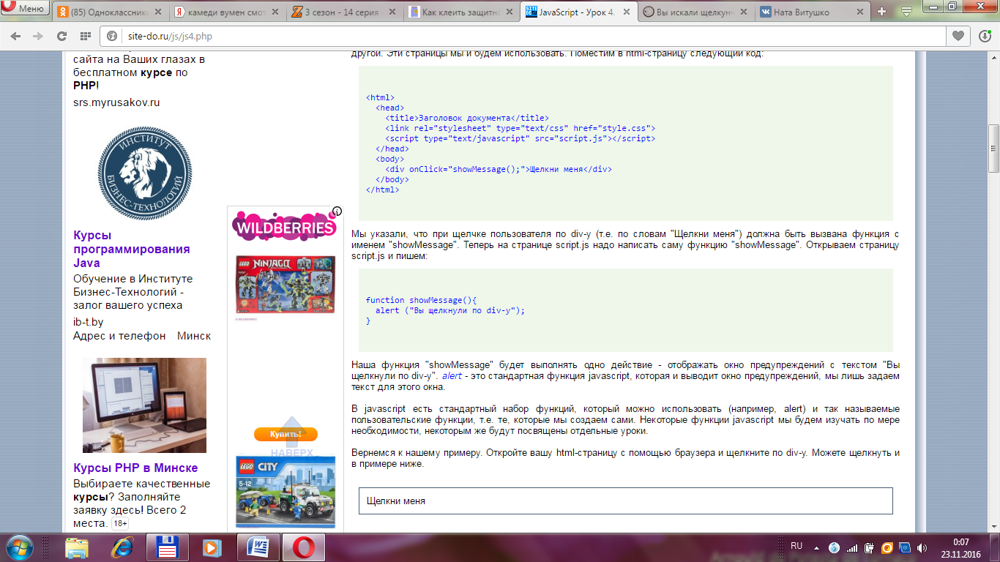 Меню
(85) Одноклассники
камеди вумен смот
3 сезон - 14 серия
Как клеить защитно
JavaScript - Урок 4.
Вы искали щелкунч
Ната Витушко
site-do.ru/js/js4.php
сайта на Ваших глазах в
бесплатном курсе по
PHP!
srs.myrusakov.ru
ИНСТИТУТ
БИЗНЕС-ТЕХНОЛОГИЙ
Курсы
программирования
Java
Обучение в Институте
Бизнес-Технологий -
залог вашего успеха
ib-t.by
Адрес и телефон Минск
Курсы PHP в Минске
Выбираете качественные
курсы? Заполняйте
заявку здесь! Всего 2
места. 18+
WILDBERRIES
LEGO NINJAGO
Купить!
НАВЕРХ
LEGO CITY
5-12
другой. Эти страницы мы и будем использовать. Поместим в html-страницу следующий код:
<html>
<head>
<title>Заголовок документа</title>
<link rel="stylesheet" type="text/css" href="style.css">
<script type="text/javascript" src="script.js"></script>
</head>
<body>
<div onClick="showMessage();">Щелкни меня</div>
</body>
</html>
Мы указали, что при щелчке пользователя по div-у (т.е. по словам "Щелкни меня") должна быть вызвана функция с
именем "showMessage". Теперь на странице script.js надо написать саму функцию "showMessage". Открываем страницу
script.js и пишем:
function showMessage(){
alert ("Вы щелкнули по div-у");
}
Наша функция "showMessage" будет выполнять одно действие - отображать окно предупреждений с текстом "Вы
щелкнули по div-у". alert - это стандартная функция javascript, которая и выводит окно предупреждений, мы лишь задаем
текст для этого окна.
В javascript есть стандартный набор функций, который можно использовать (например, alert) и так называемые
пользовательские функции, т.е. те, которые мы создаем сами. Некоторые функции javascript мы будем изучать по мере
необходимости, некоторым же будут посвящены отдельные уроки.
Вернемся к нашему примеру. Откройте вашу html-страницу с помощью браузера и щелкните по div-у. Можете щелкнуть и
в примере ниже.
Щелкни меня
RU
0:07
23.11.2016